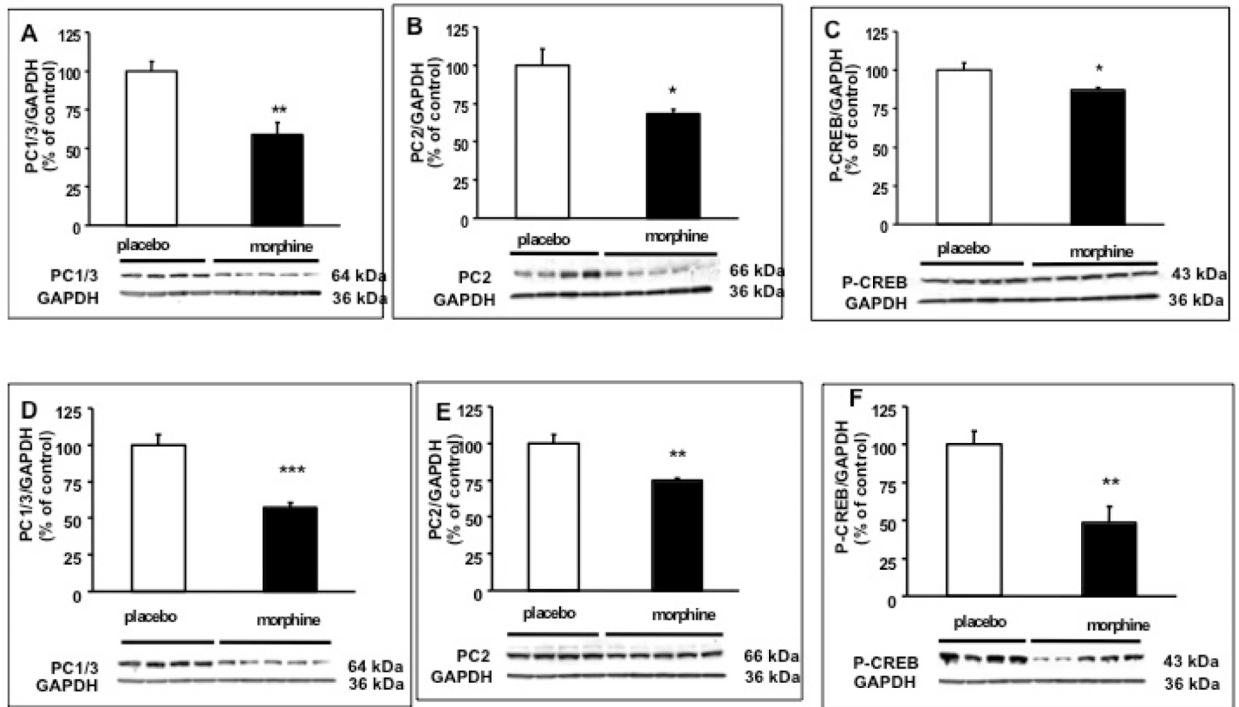 A
PC1/3/GAPDH
(% of control)
125
100
75
50
25
0
**
placebo morphine
PC1/3 64 kDa
GAPDH 36 kDa
B
PC2/GAPDH
(% of control)
125
100
75
50
25
0
*
placebo morphine
PC2 66 kDa
GAPDH 36 kDa
C
P-CREB/GAPDH
(% of control)
125
100
75
50
25
0
*
placebo morphine
P-CREB 43 kDa
GAPDH 36 kDa
D
PC1/3/GAPDH
(% of control)
125
100
75
50
25
0
***
placebo morphine
PC1/3 64 kDa
GAPDH 36 kDa
E
PC2/GAPDH
(% of control)
125
100
75
50
25
0
**
placebo morphine
PC2 66 kDa
GAPDH 36 kDa
F
P-CREB/GAPDH
(% of control)
125
100
75
50
25
0
**
placebo morphine
P-CREB 43 kDa
GAPDH 36 kDa